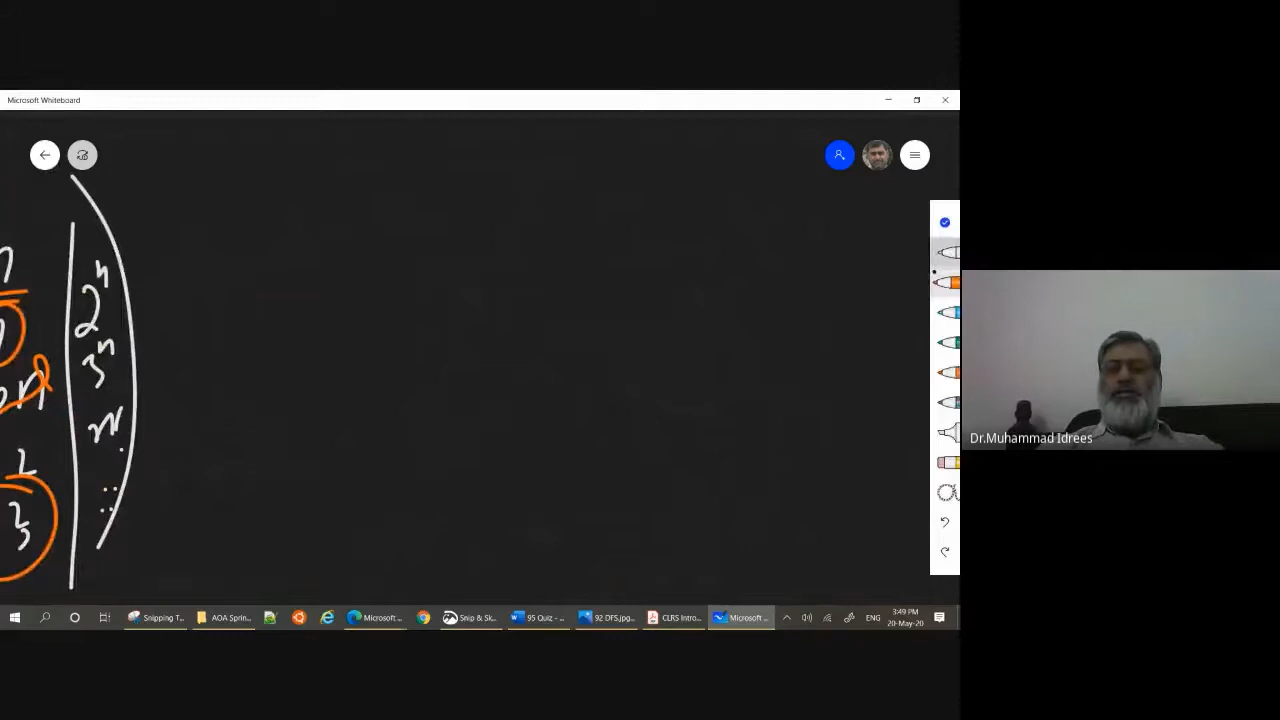 Microsoft Whiteboard
n
2ⁿ
3ⁿ
n
2
Dr.Muhammad Idrees
Snipping T...
AOA Sprin...
Microsoft ...
Snip & Sk...
95 Quiz - ...
92 DFS.jpg...
CLRS Intro...
Microsoft ...
ENG
3:49 PM
20-May-20